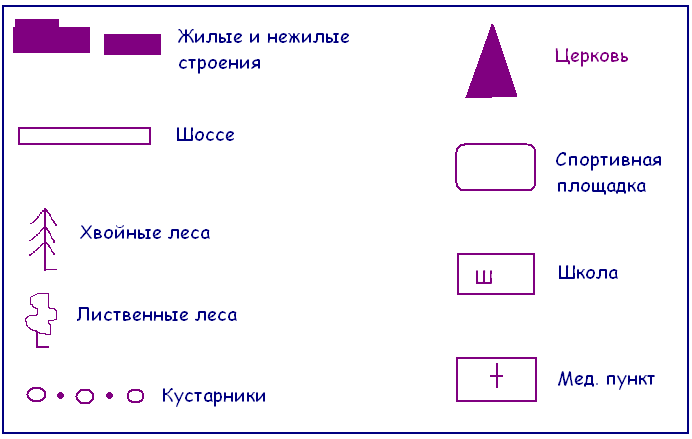 Жилые и нежилые
строения
Шоссе
Хвойные леса
Лиственные леса
Кустарники
Церковь
Спортивная
площадка
ш
Школа
Мед. пункт